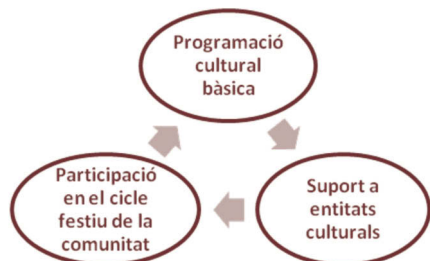 Programació
cultural
bàsica
Suport a
entitats
culturals
Participació
en el cicle
festiu de la
comunitat